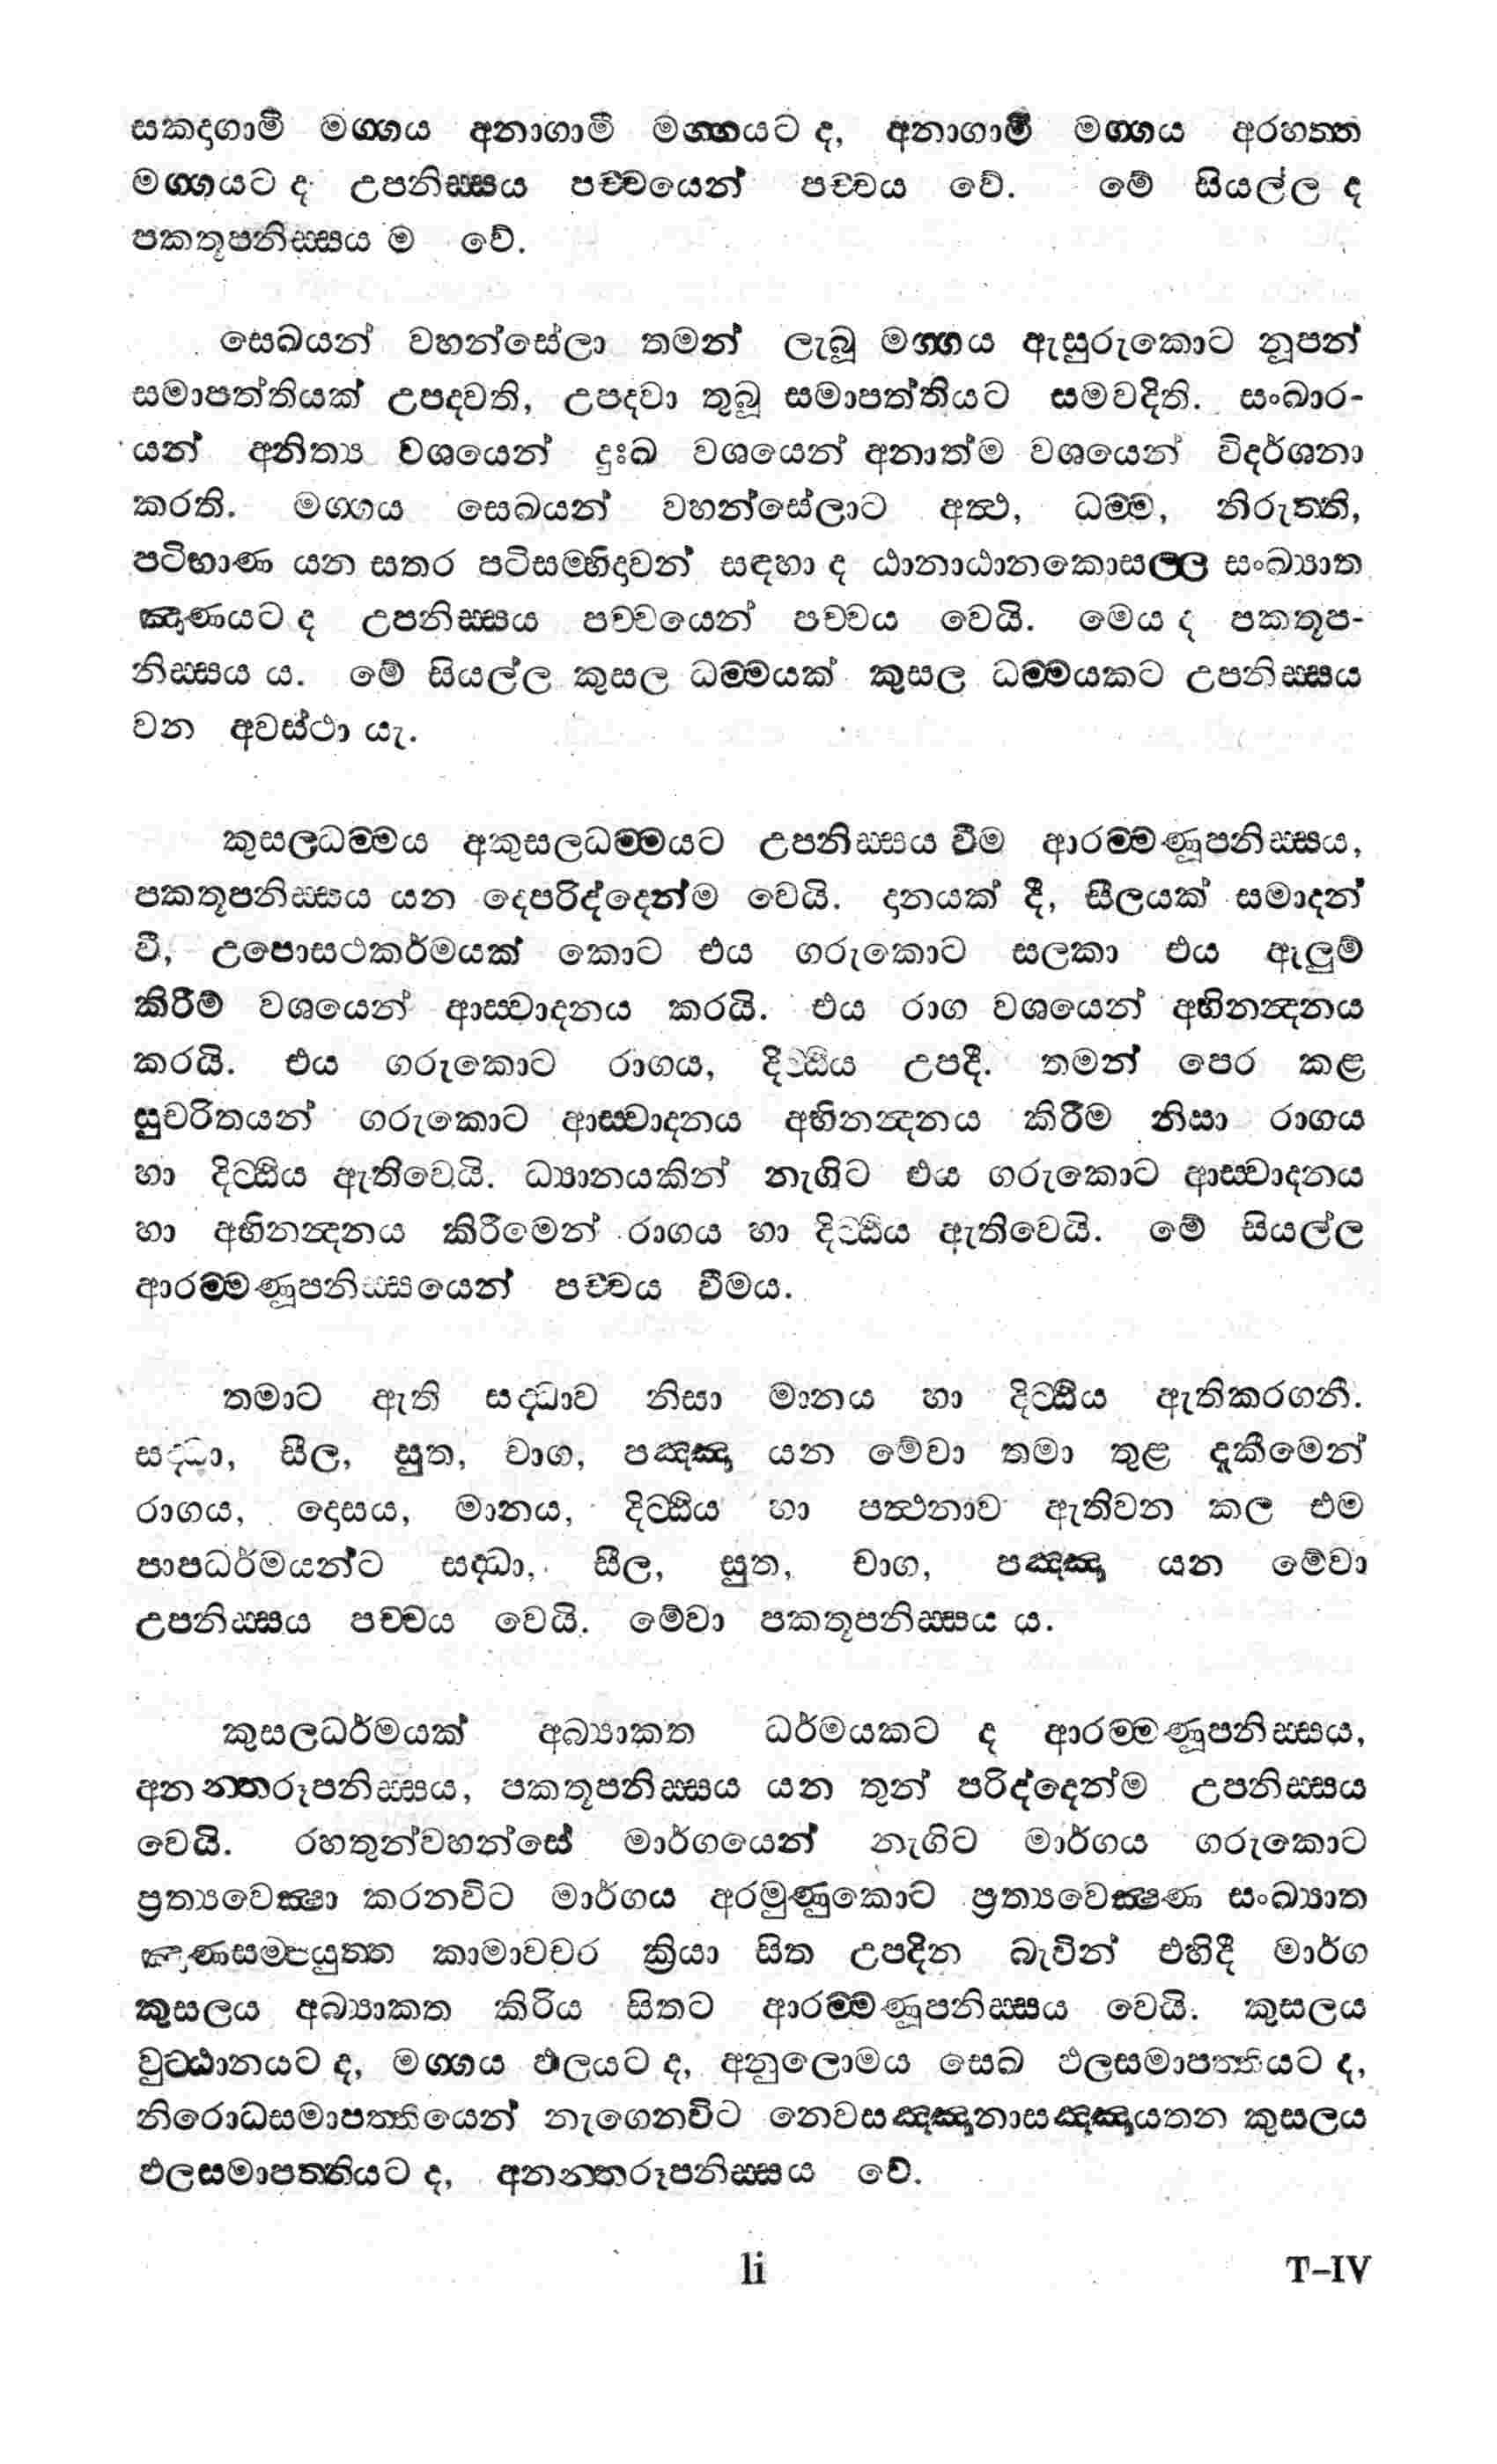 සකදගාමී මග්ගය අනාගාමී මග්ගයට ද, අනාගාමී මග්ගය අරහත්ත
මග්ගයට ද උපනිස්සය පච්චයෙන් පච්චය වේ. මේ සියල්ල ද
පකතූපනිස්සය ම වේ.
සෙඛයන් වහන්සේලා තමන් ලැබූ මග්ගය ඇසුරුකොට නූපන්
සමාපත්තියක් උපදවති, උපදවා තුබූ සමාපත්තියට සමවදිති. සංඛාර-
යන් අනිත්‍ය වශයෙන් දුඃඛ වශයෙන් අනාත්ම වශයෙන් විදර්ශනා
කරති. මග්ගය සෙඛයන් වහන්සේලාට අත්ථ, ධම්ම, නිරුත්ති,
පටිභාණ යන සතර පටිසම්භිදාවන් සඳහා ද ඨානාඨානකොසල්ල සංඛ්‍යාත
ඤාණයට ද උපනිස්සය පච්චයෙන් පච්චය වෙයි. මෙය ද පකතූප-
නිස්සය ය. මේ සියල්ල කුසල ධම්මයක් කුසල ධම්මයකට උපනිස්සය
වන අවස්ථා යැ.
කුසලධම්මය අකුසලධම්මයට උපනිස්සය වීම ආරම්මණූපනිස්සය,
පකතූපනිස්සය යන දෙපරිද්දෙන්ම වෙයි. දානයක් දී, සීලයක් සමාදන්
වී, උපොසථකර්මයක් කොට එය ගරුකොට සලකා එය ඇලුම්
කිරීම් වශයෙන් ආස්වාදනය කරයි. එය රාග වශයෙන් අභිනන්‍දනය
කරයි. එය ගරුකොට රාගය, දිට්ඨිය උපදී. තමන් පෙර කළ
සුචරිතයන් ගරුකොට ආස්වාදනය අභිනන්‍දනය කිරීම නිසා රාගය
හා දිට්ඨිය ඇතිවෙයි. ධ්‍යානයකින් නැගිට එය ගරුකොට ආස්වාදනය
හා අභිනන්‍දනය කිරීමෙන් රාගය හා දිට්ඨිය ඇතිවෙයි. මේ සියල්ල
ආරම්මණූපනිස්සයෙන් පච්චය වීමය.
තමාට ඇති සද්ධාව නිසා මානය හා දිට්ඨිය ඇතිකරගනී.
සද්ධා, සීල, සුත, චාග, පඤ්ඤා යන මේවා තමා තුළ දැකීමෙන්
රාගය, දෙසය, මානය, දිට්ඨිය හා පත්ථනාව ඇතිවන කල එම
පාපධර්මයන්ට සද්ධා, සීල, සුත, චාග, පඤ්ඤා යන මේවා
උපනිස්සය පච්චය වෙයි. මේවා පකතූපනිස්සය ය.
කුසලධර්මයක් අබ්‍යාකත ධර්මයකට ද ආරම්මණූපනිස්සය,
අනන්තරූපනිස්සය, පකතූපනිස්සය යන තුන් පරිද්දෙන්ම උපනිස්සය
වෙයි. රහතුන්වහන්සේ මාර්ගයෙන් නැගිට මාර්ගය ගරුකොට
ප්‍රත්‍යවෙක්‍ෂා කරනවිට මාර්ගය අරමුණුකොට ප්‍රත්‍යවෙක්‍ෂණ සංඛ්‍යාත
ඤාණසම්පයුත්ත කාමාවචර ක්‍රියා සිත උපදින බැවින් එහිදී මාර්ග
කුසලය අබ්‍යාකත කිරිය සිතට ආරම්මණූපනිස්සය වෙයි. කුසලය
වුට්ඨානයට ද, මග්ගය ඵලයට ද, අනුලොමය සෙඛ ඵලසමාපත්තියට ද,
නිරොධසමාපත්තියෙන් නැගෙනවිට නෙවසඤ්ඤානාසඤ්ඤායතන කුසලය
ඵලසමාපත්තියට ද, අනන්තරූපනිස්සය වේ.
li T–IV